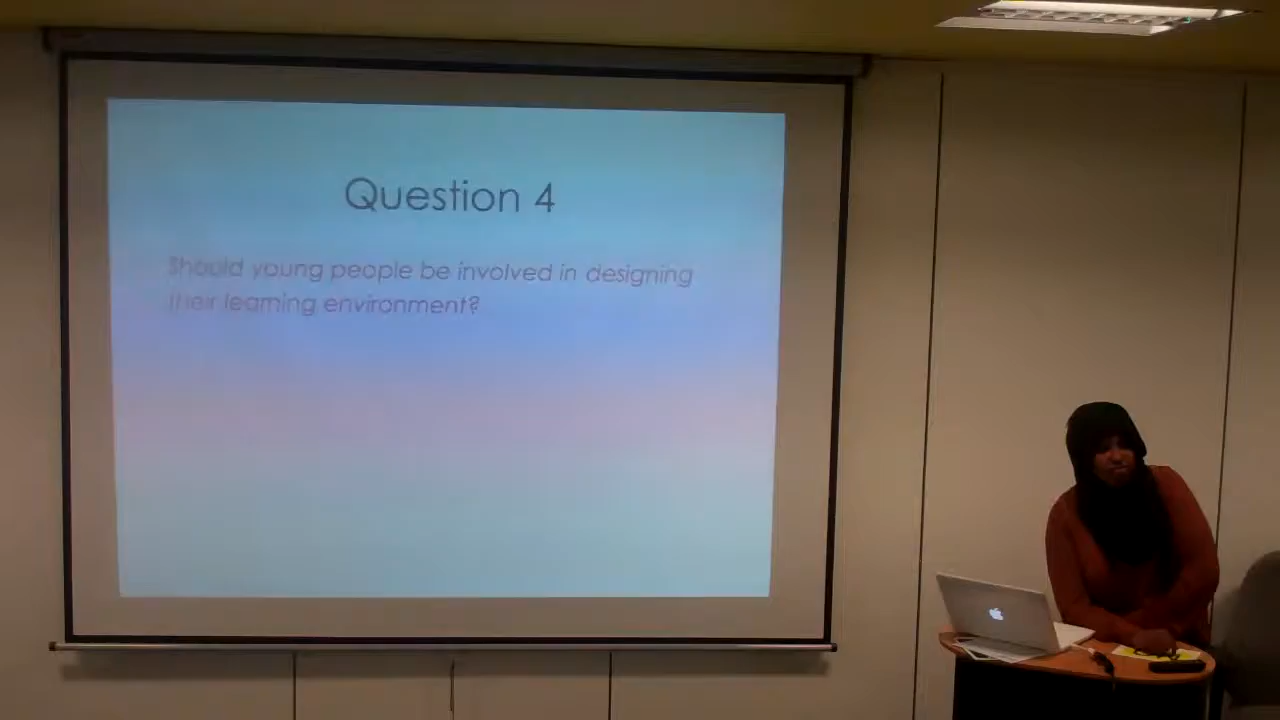 Question 4
Should young people be involved in designing
their learning environment?